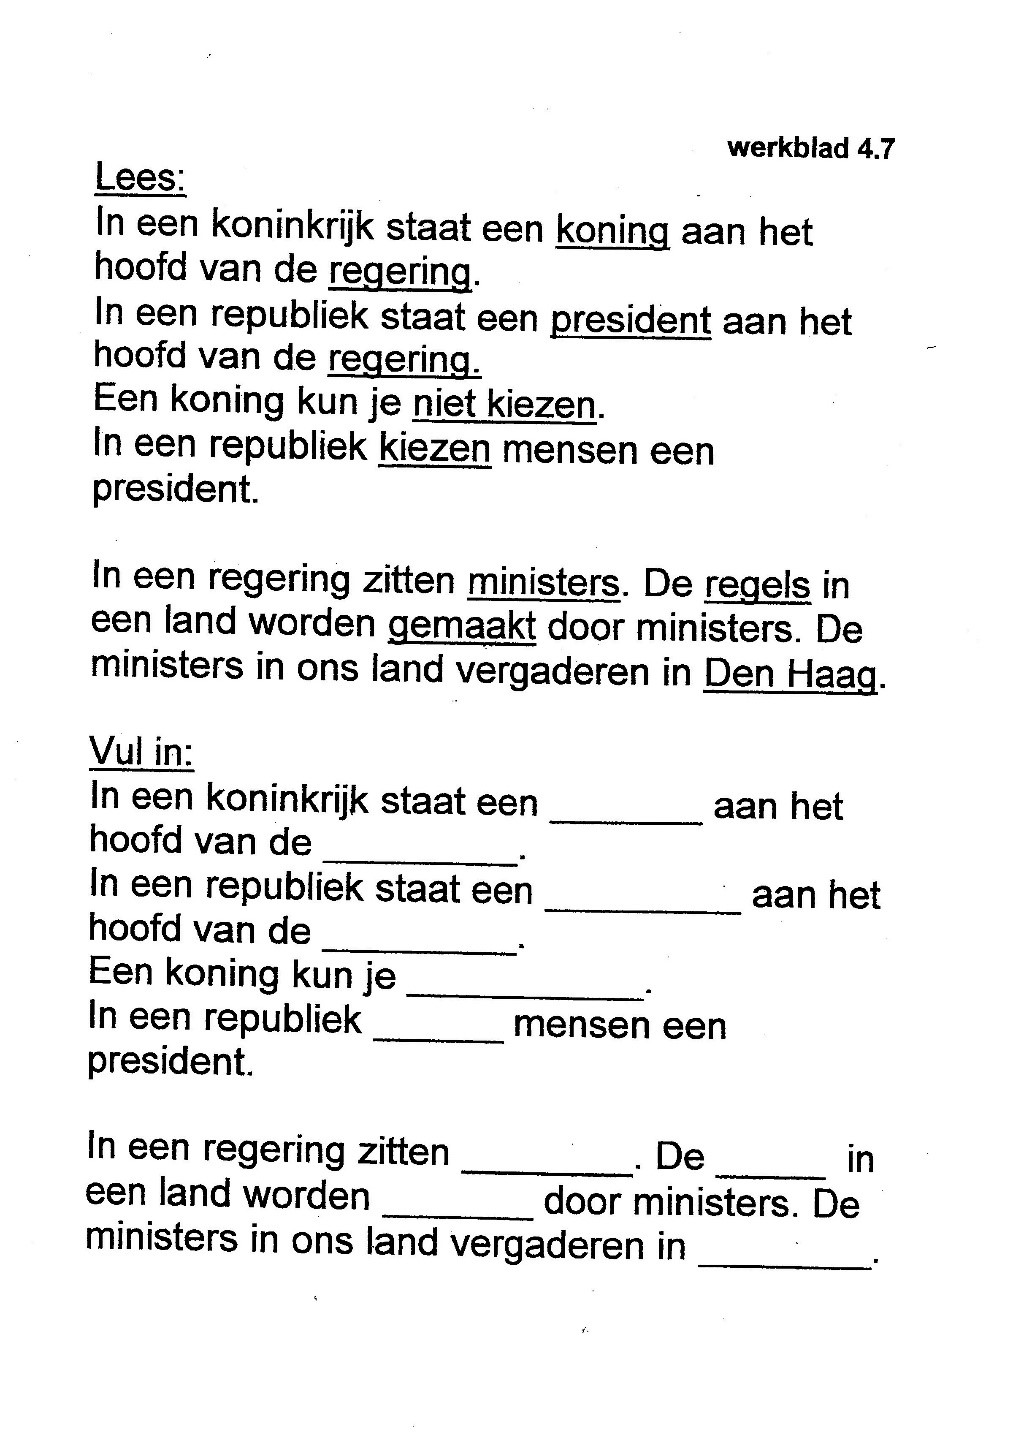 werkblad 4.7
Lees:
In een koninkrijk staat een koning aan het
hoofd van de regering.
In een republiek staat een president aan het
hoofd van de regering.
Een koning kun je niet kiezen.
In een republiek kiezen mensen een
president.
In een regering zitten ministers. De regels in
een land worden gemaakt door ministers. De
ministers in ons land vergaderen in Den Haag.
Vul in:
In een koninkrijk staat een ________ aan het
hoofd van de __________.
In een republiek staat een __________ aan het
hoofd van de __________.
Een koning kun je ____________.
In een republiek _______ mensen een
president.
In een regering zitten _________. De ______ in
een land worden ________ door ministers. De
ministers in ons land vergaderen in _________.